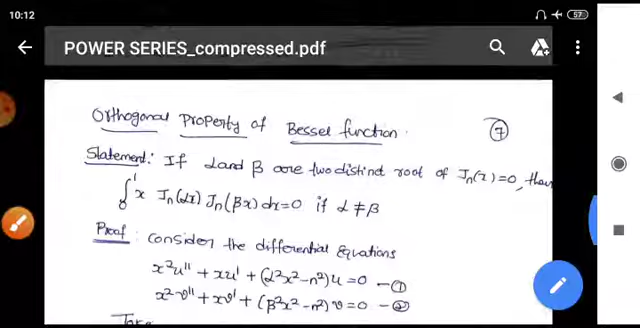 10:12
57
POWER SERIES_compressed.pdf
Orthogonal Property of Bessel function. 7
Statement: If α and β are two distinct root of Jn(x)=0, then
∫₀¹ x Jn(αx) Jn(βx) dx=0 if α≠β
Proof: Consider the differential Equations
x²u'' + xu' + (α²x²-n²)u=0 —①
x²v'' + xv' + (β²x²-n²)v=0 —②
Take